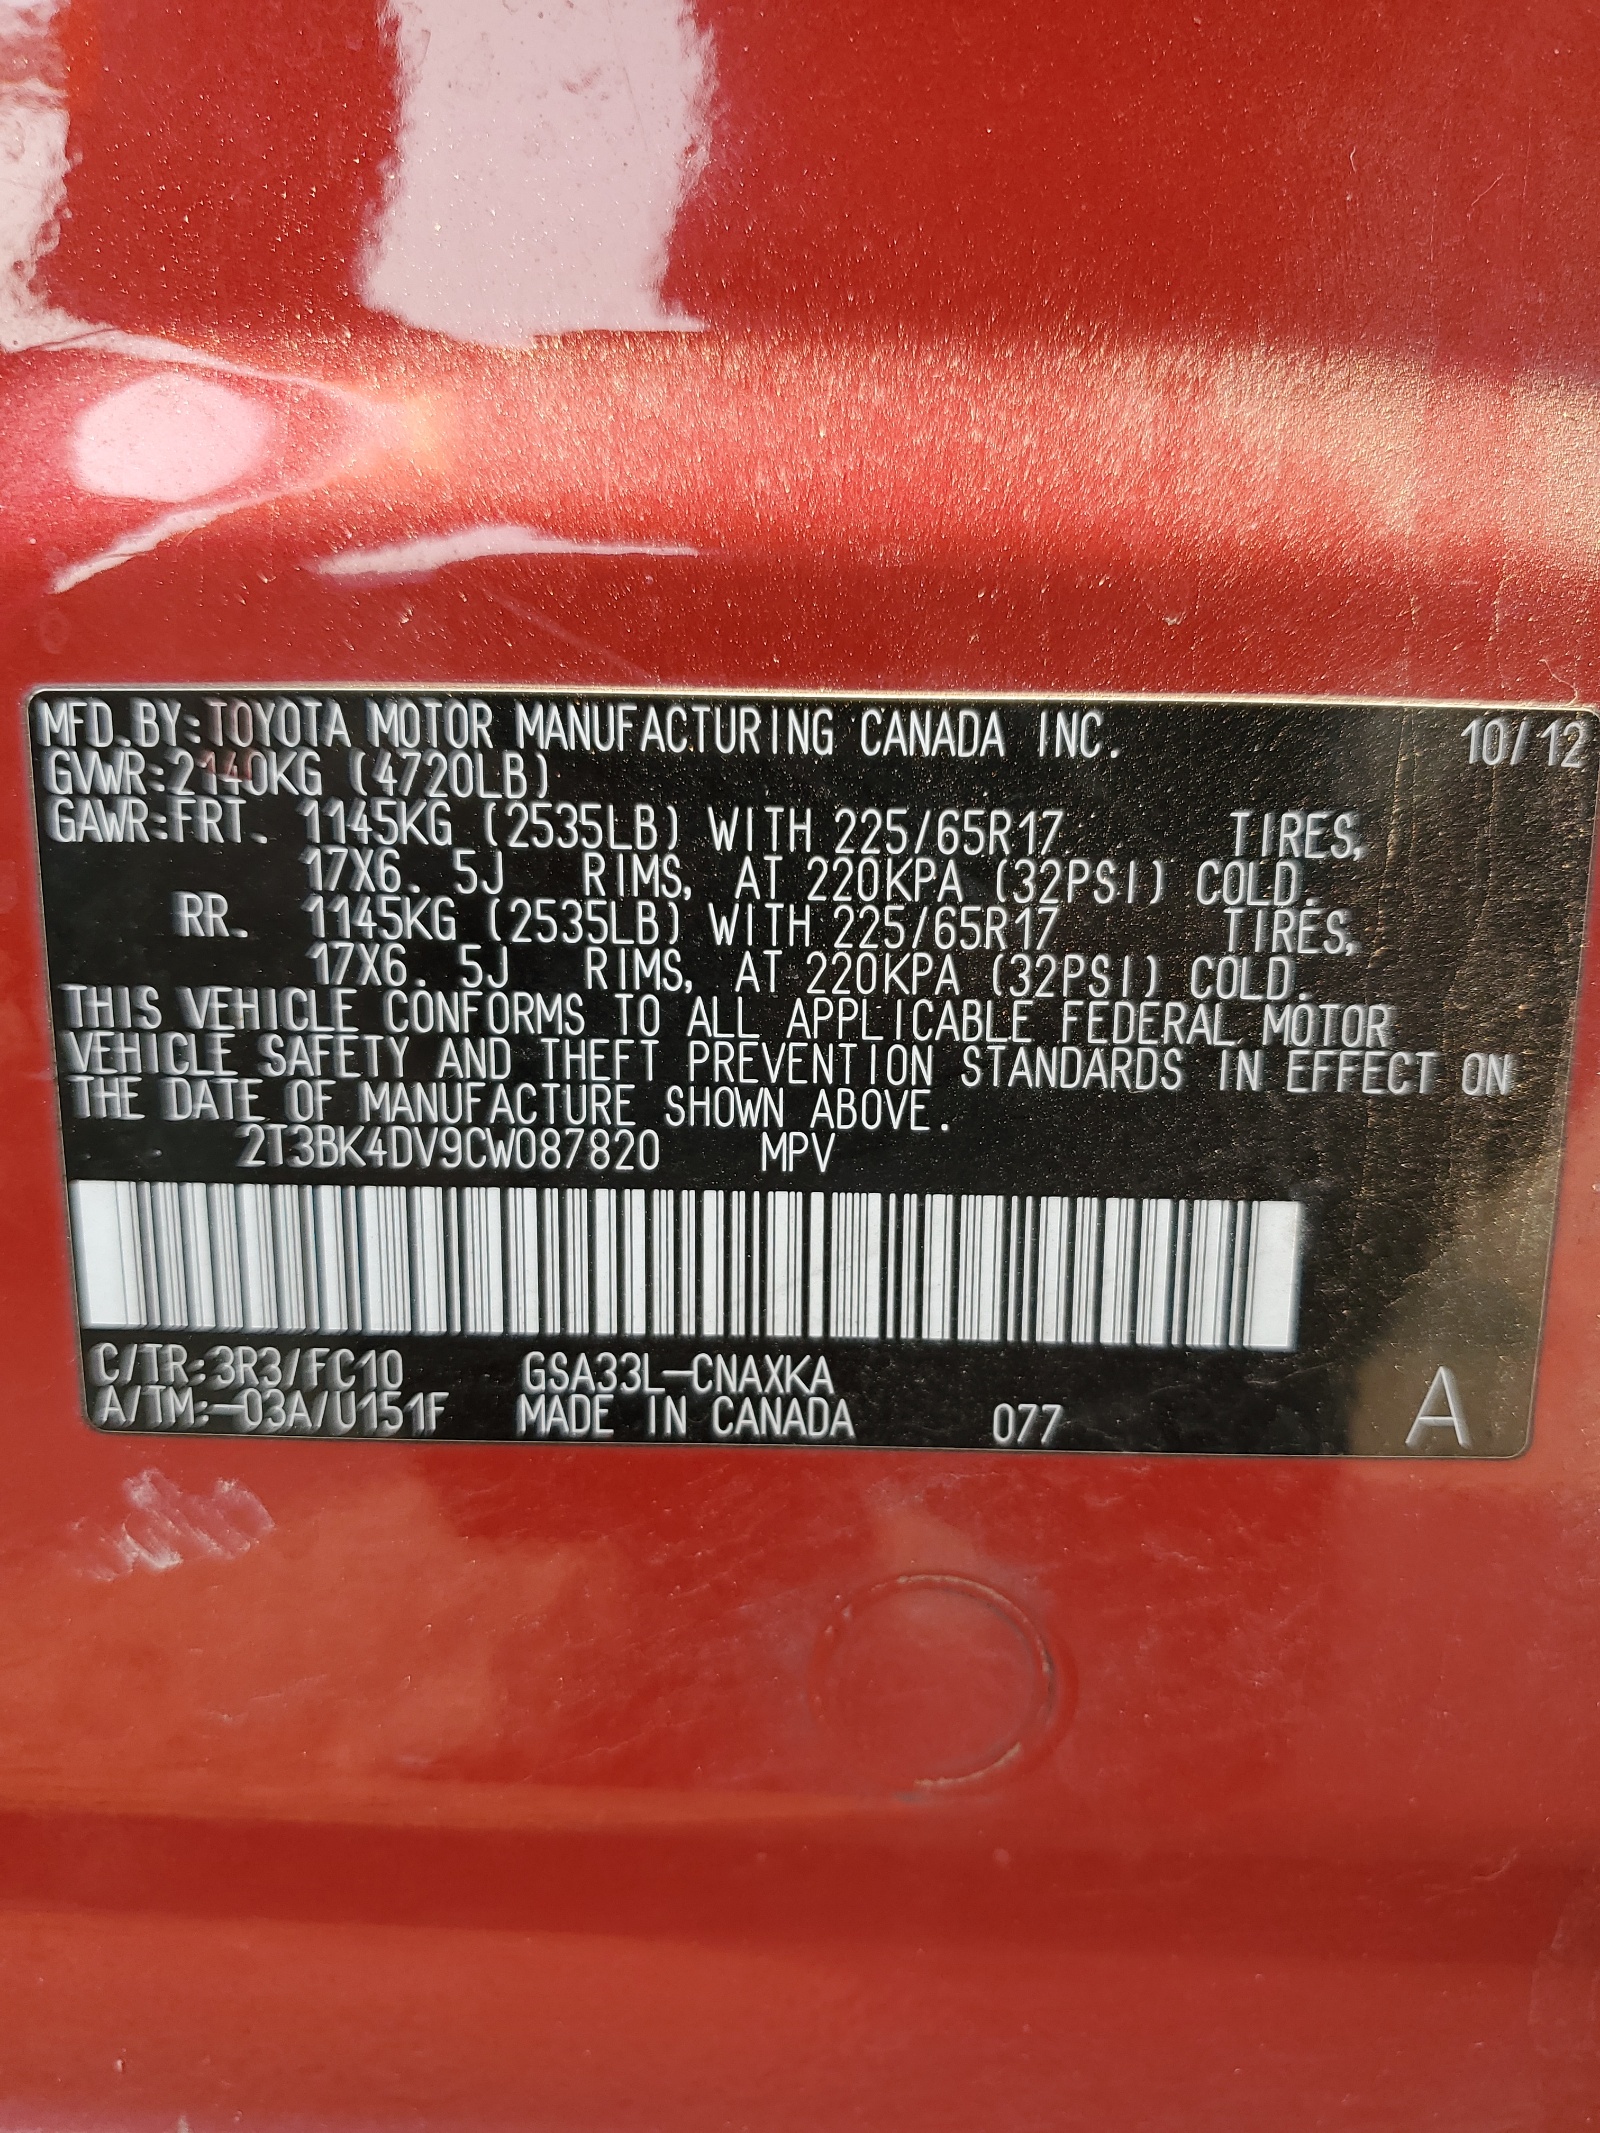 MFD.BY:TOYOTA MOTOR MANUFACTURING CANADA INC. 10/12
GVWR:2140KG (4720LB)
GAWR:FRT. 1145KG (2535LB) WITH 225/65R17 TIRES,
17X6.5J RIMS, AT 220KPA (32PSI) COLD.
RR. 1145KG (2535LB) WITH 225/65R17 TIRES,
17X6.5J RIMS, AT 220KPA (32PSI) COLD.
THIS VEHICLE CONFORMS TO ALL APPLICABLE FEDERAL MOTOR
VEHICLE SAFETY AND THEFT PREVENTION STANDARDS IN EFFECT ON
THE DATE OF MANUFACTURE SHOWN ABOVE.
2T3BK4DV9CW087820 MPV
C/TR:3R3/FC10 GSA33L-CNAXKA
A/TM:-03A/U151F MADE IN CANADA 077 A